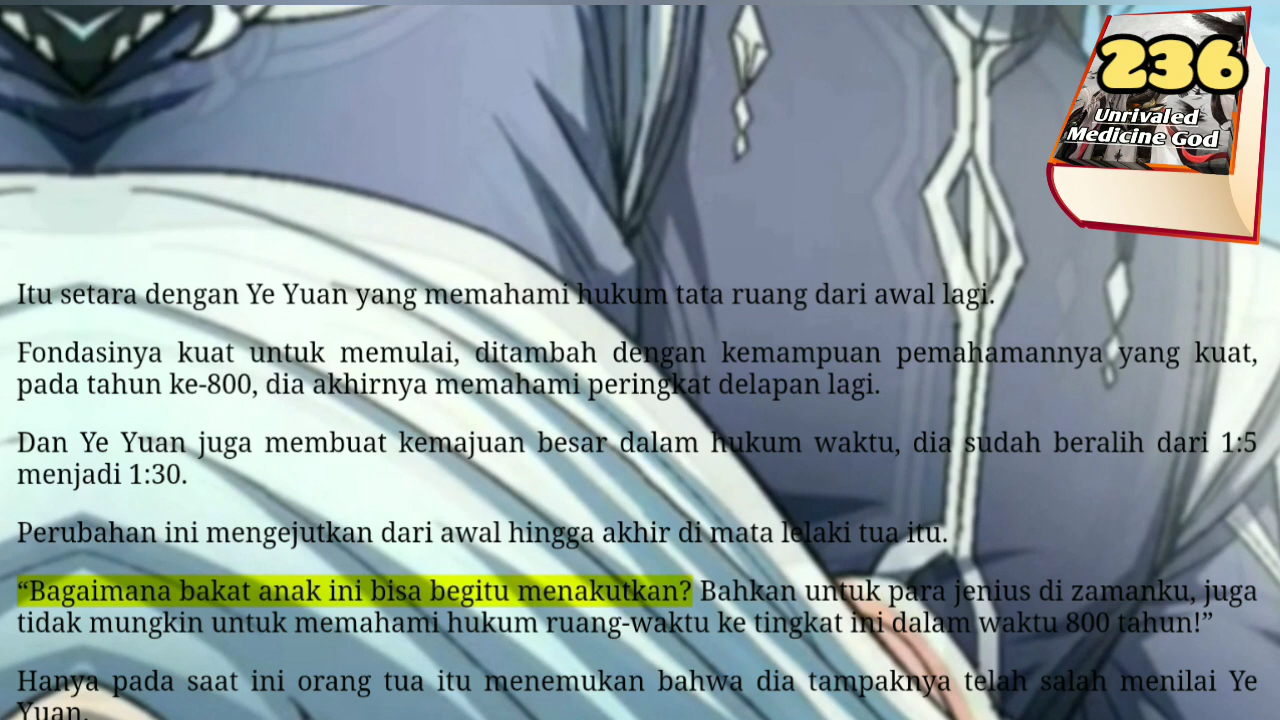 236
Unrivaled
Medicine God
Itu setara dengan Ye Yuan yang memahami hukum tata ruang dari awal lagi.
Fondasinya kuat untuk memulai, ditambah dengan kemampuan pemahamannya yang kuat,
pada tahun ke-800, dia akhirnya memahami peringkat delapan lagi.
Dan Ye Yuan juga membuat kemajuan besar dalam hukum waktu, dia sudah beralih dari 1:5
menjadi 1:30.
Perubahan ini mengejutkan dari awal hingga akhir di mata lelaki tua itu.
“Bagaimana bakat anak ini bisa begitu menakutkan? Bahkan untuk para jenius di zamanku, juga
tidak mungkin untuk memahami hukum ruang-waktu ke tingkat ini dalam waktu 800 tahun!”
Hanya pada saat ini orang tua itu menemukan bahwa dia tampaknya telah salah menilai Ye
Yuan.